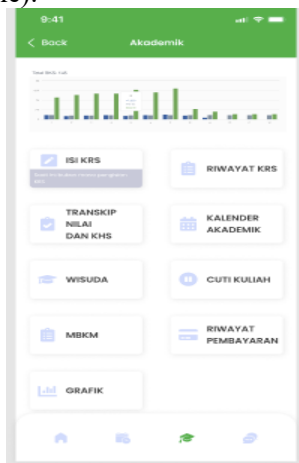 9:41
Back
Akademik
ISI KRS
RIWAYAT KRS
TRANSKIP
NILAI
DAN KHS
KALENDER
AKADEMIK
WISUDA
CUTI KULIAH
MBKM
RIWAYAT
PEMBAYARAN
GRAFIK